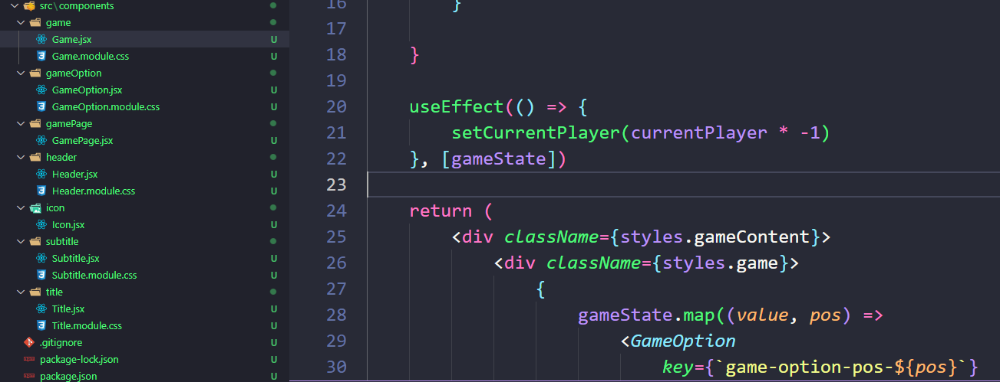 src\components
game
Game.jsx U
Game.module.css U
gameOption
GameOption.jsx U
GameOption.module.css U
gamePage
GamePage.jsx U
header
Header.jsx U
Header.module.css U
icon
Icon.jsx U
subtitle
Subtitle.jsx U
Subtitle.module.css U
title
Title.jsx U
Title.module.css U
.gitignore U
package-lock.json U
package.json U
16 }
17
18 }
19
20 useEffect(() => {
21 setCurrentPlayer(currentPlayer * -1)
22 }, [gameState])
23
24 return (
25 <div className={styles.gameContent}>
26 <div className={styles.game}>
27 {
28 gameState.map((value, pos) =>
29 <GameOption
30 key={`game-option-pos-${pos}`}